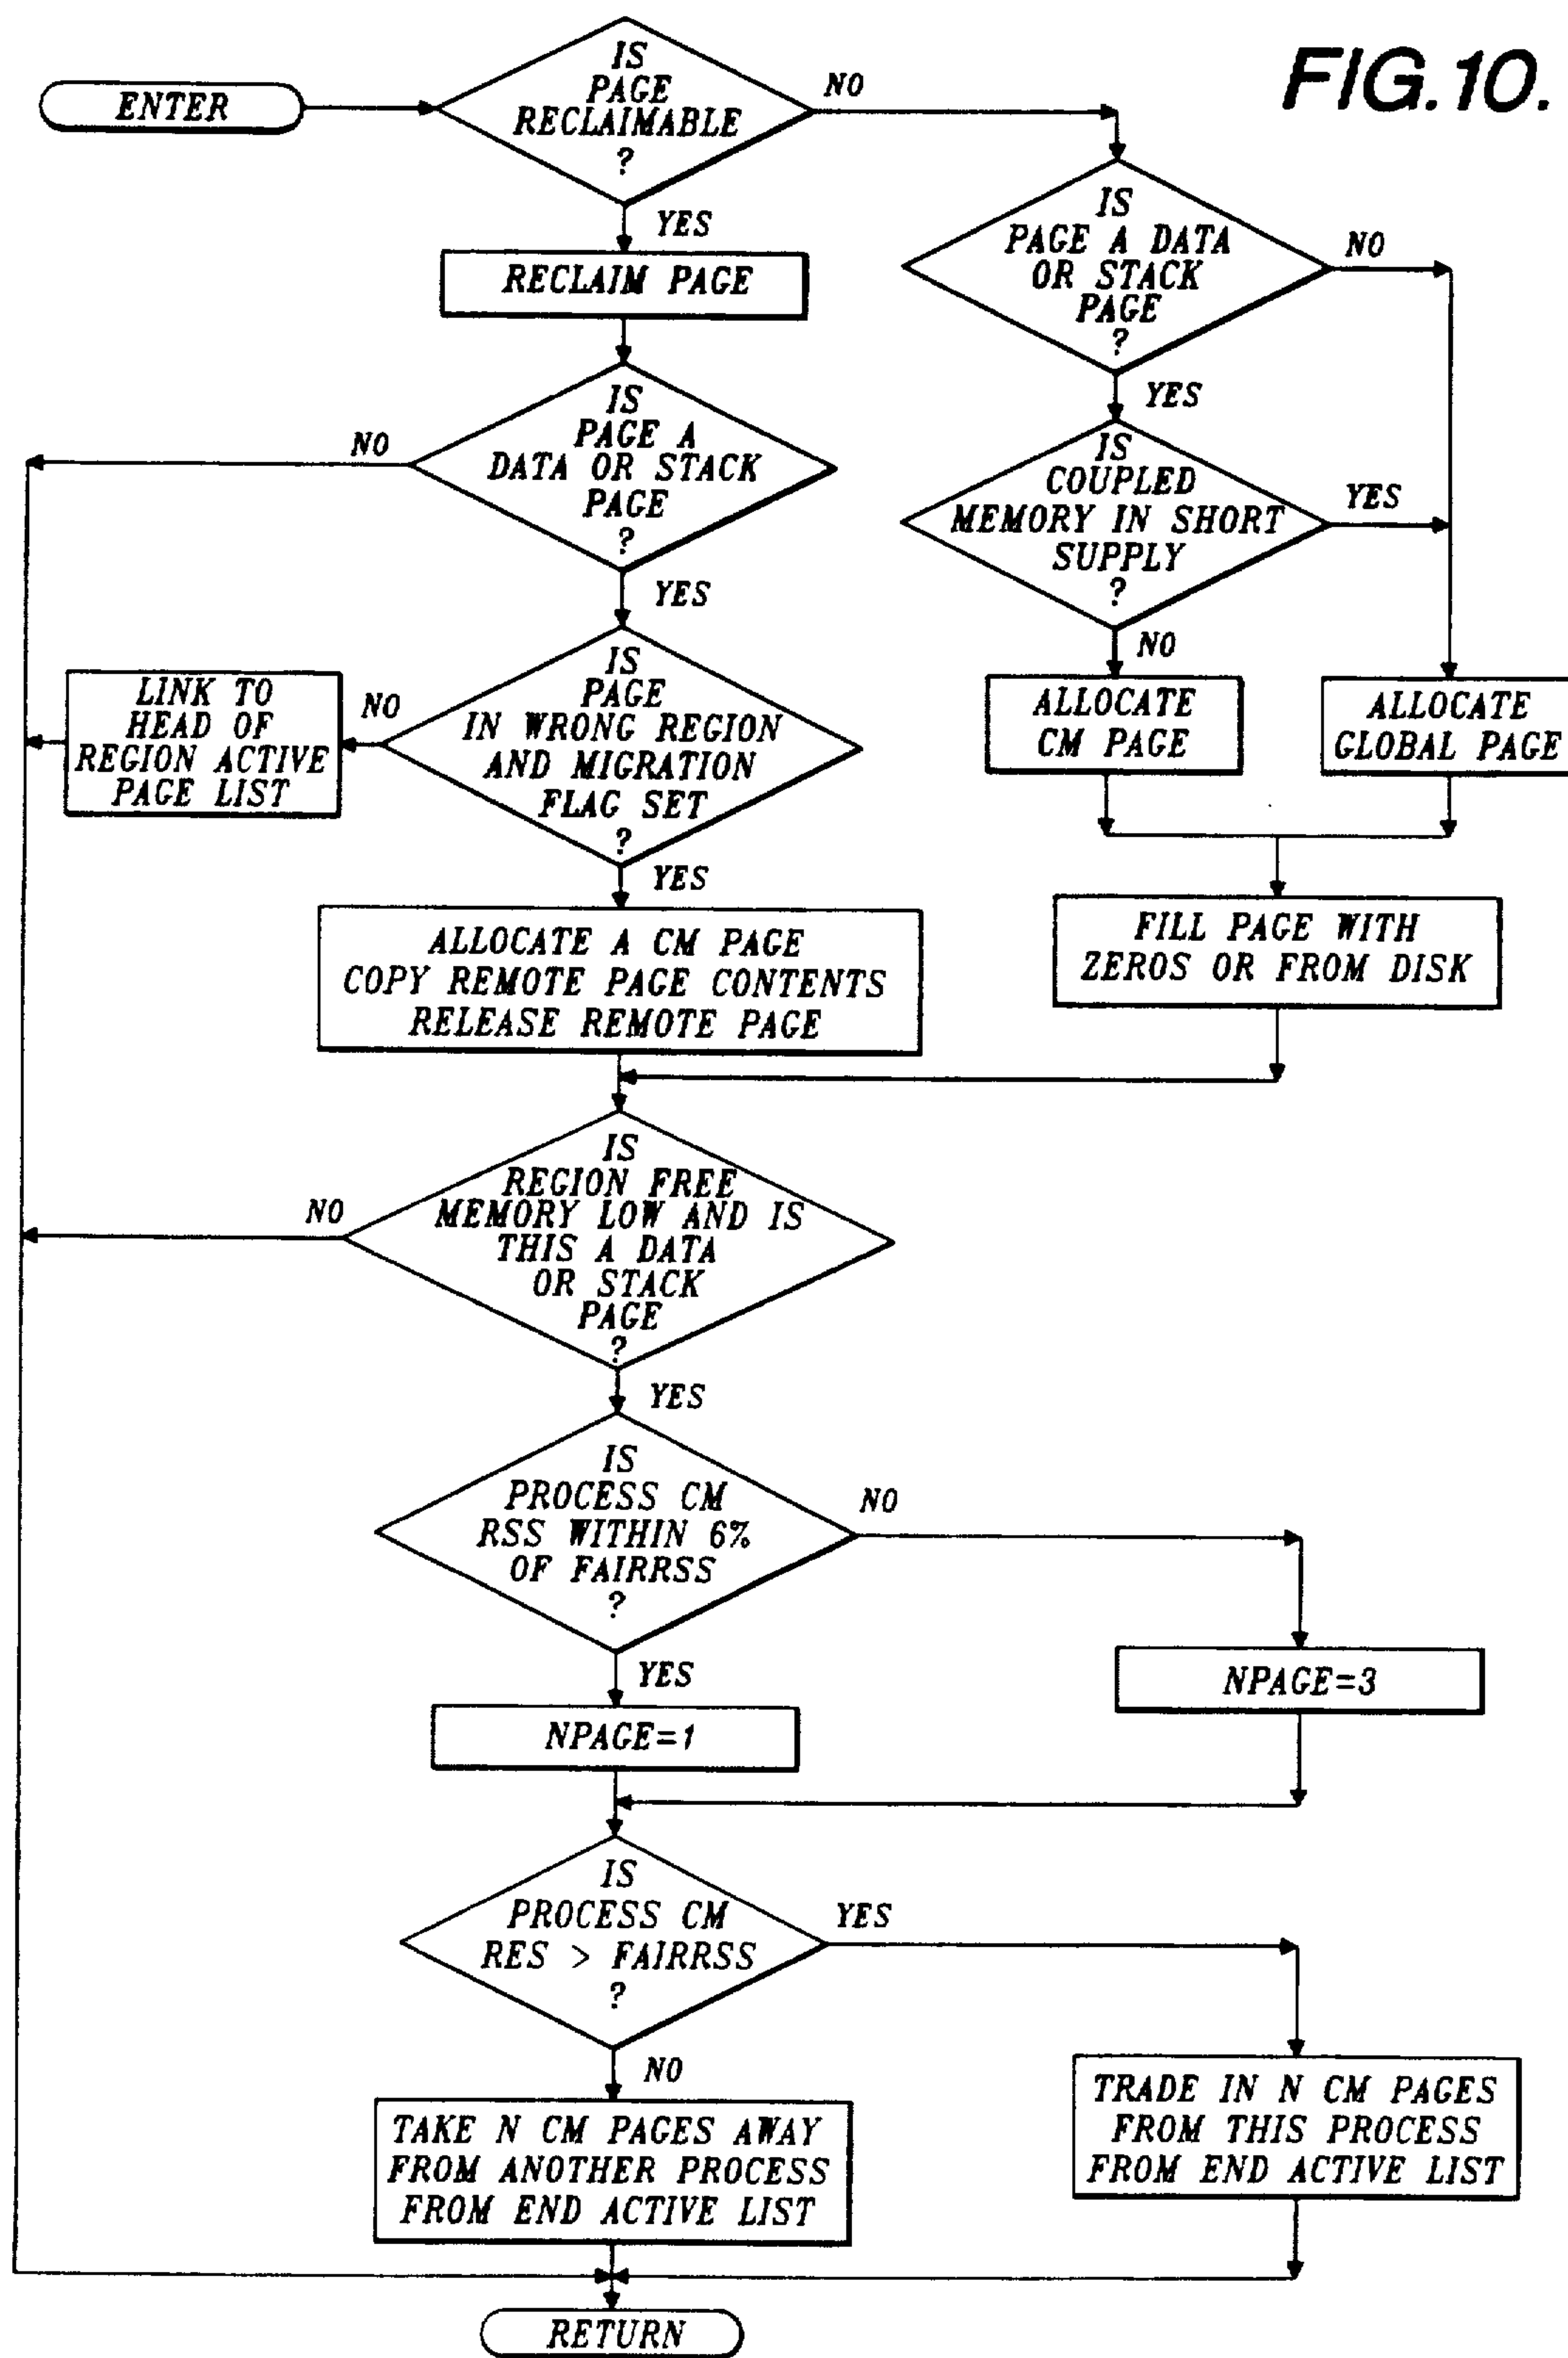 FIG.10.
ENTER
IS
PAGE
RECLAIMABLE
?
NO
YES
RECLAIM PAGE
IS
PAGE A DATA
OR STACK
PAGE
?
NO
YES
IS
PAGE A
DATA OR STACK
PAGE
?
NO
YES
IS
COUPLED
MEMORY IN SHORT
SUPPLY
?
YES
NO
IS
PAGE
IN WRONG REGION
AND MIGRATION
FLAG SET
?
NO
YES
LINK TO
HEAD OF
REGION ACTIVE
PAGE LIST
ALLOCATE
CM PAGE
ALLOCATE
GLOBAL PAGE
ALLOCATE A CM PAGE
COPY REMOTE PAGE CONTENTS
RELEASE REMOTE PAGE
FILL PAGE WITH
ZEROS OR FROM DISK
IS
REGION FREE
MEMORY LOW AND IS
THIS A DATA
OR STACK
PAGE
?
NO
YES
IS
PROCESS CM
RSS WITHIN 6%
OF FAIRRSS
?
NO
YES
NPAGE=3
NPAGE=1
IS
PROCESS CM
RES > FAIRRSS
?
YES
NO
TAKE N CM PAGES AWAY
FROM ANOTHER PROCESS
FROM END ACTIVE LIST
TRADE IN N CM PAGES
FROM THIS PROCESS
FROM END ACTIVE LIST
RETURN